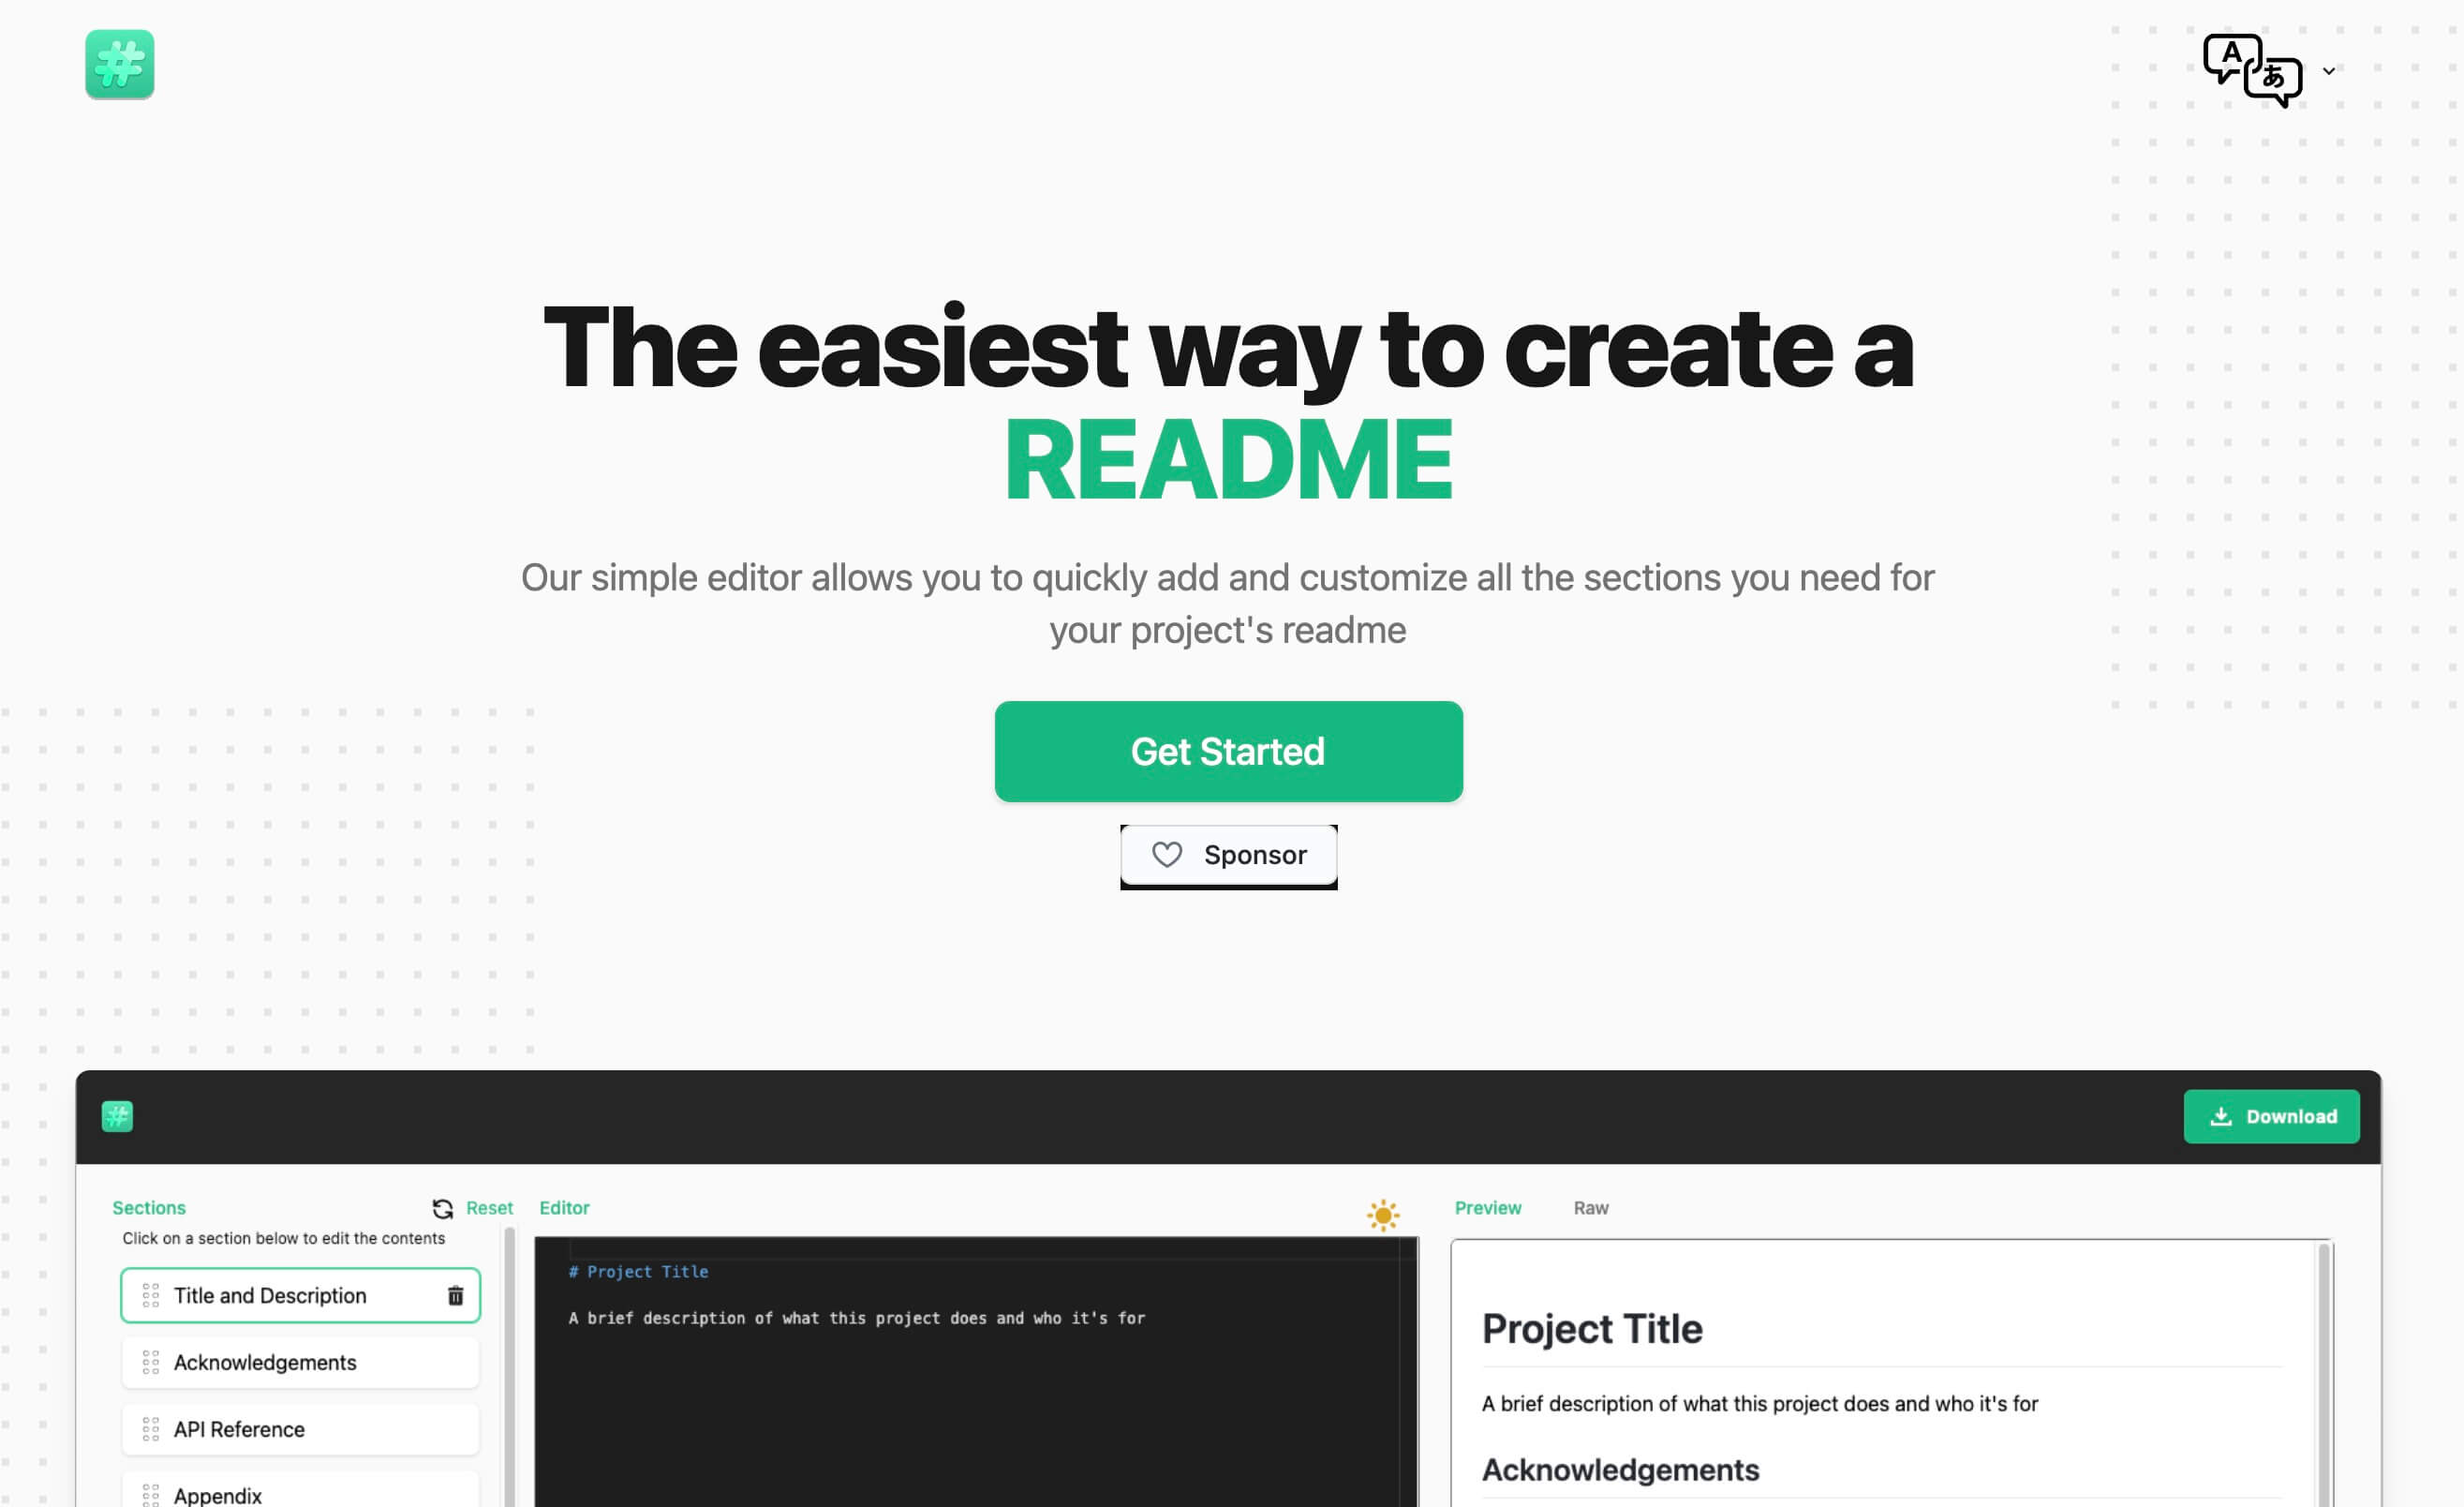 A あ
The easiest way to create a
README
Our simple editor allows you to quickly add and customize all the sections you need for
your project's readme
Get Started
Sponsor
Download
Sections
Reset
Click on a section below to edit the contents
Title and Description
Acknowledgements
API Reference
Appendix
Editor
# Project Title
A brief description of what this project does and who it's for
Preview
Raw
Project Title
A brief description of what this project does and who it's for
Acknowledgements